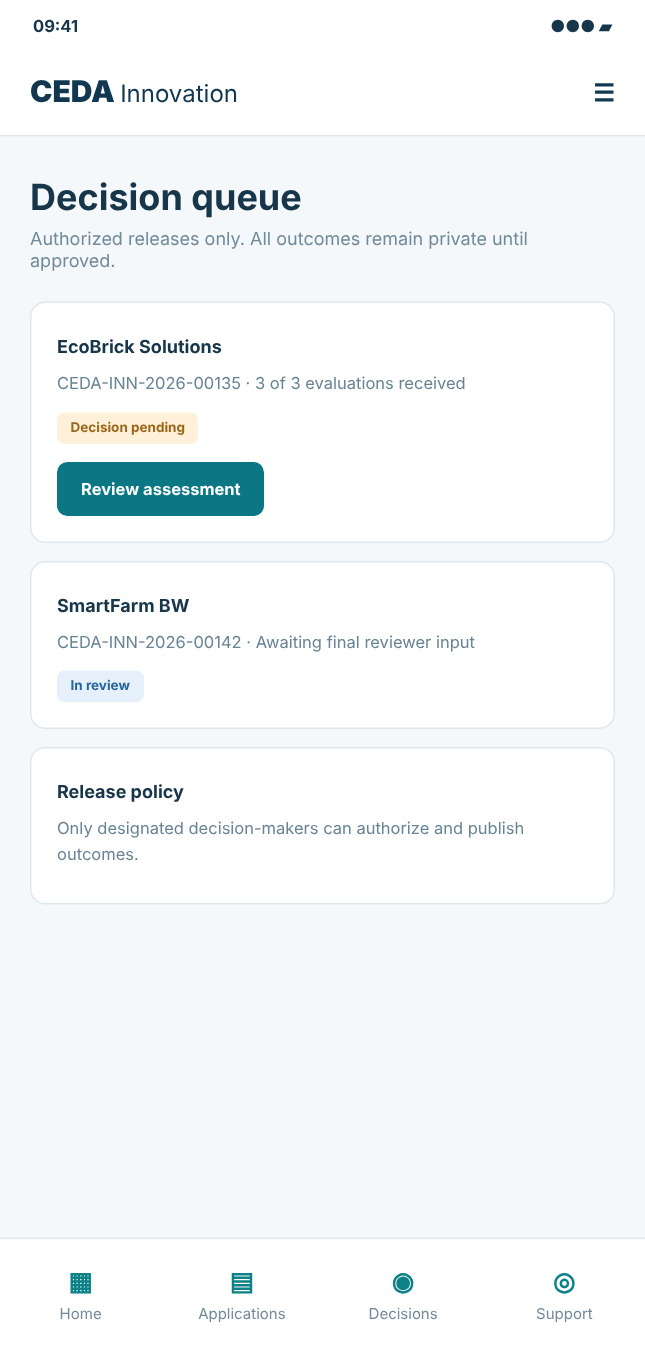 09:41
CEDA Innovation
Decision queue
Authorized releases only. All outcomes remain private until
approved.
EcoBrick Solutions
CEDA-INN-2026-00135 · 3 of 3 evaluations received
Decision pending
Review assessment
SmartFarm BW
CEDA-INN-2026-00142 · Awaiting final reviewer input
In review
Release policy
Only designated decision-makers can authorize and publish
outcomes.
Home
Applications
Decisions
Support